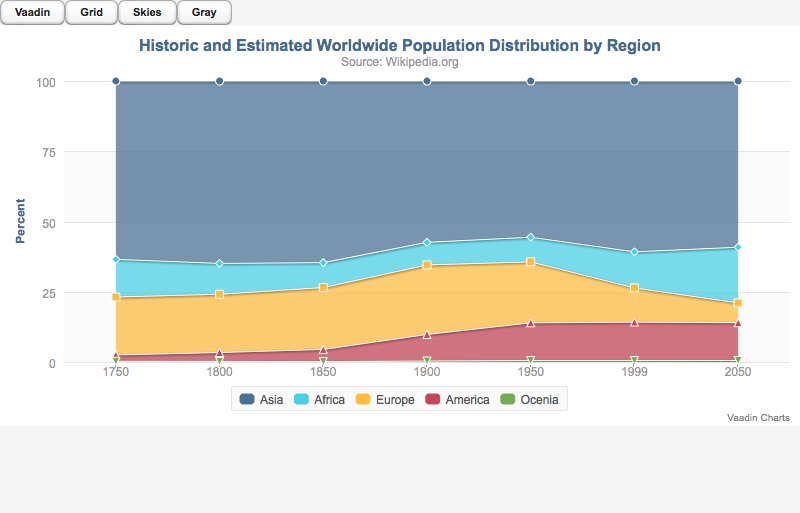 Vaadin Grid Skies Gray
Historic and Estimated Worldwide Population Distribution by Region
Source: Wikipedia.org
Percent
100
75
50
25
0
1750 1800 1850 1900 1950 1999 2050
Asia Africa Europe America Ocenia
Vaadin Charts